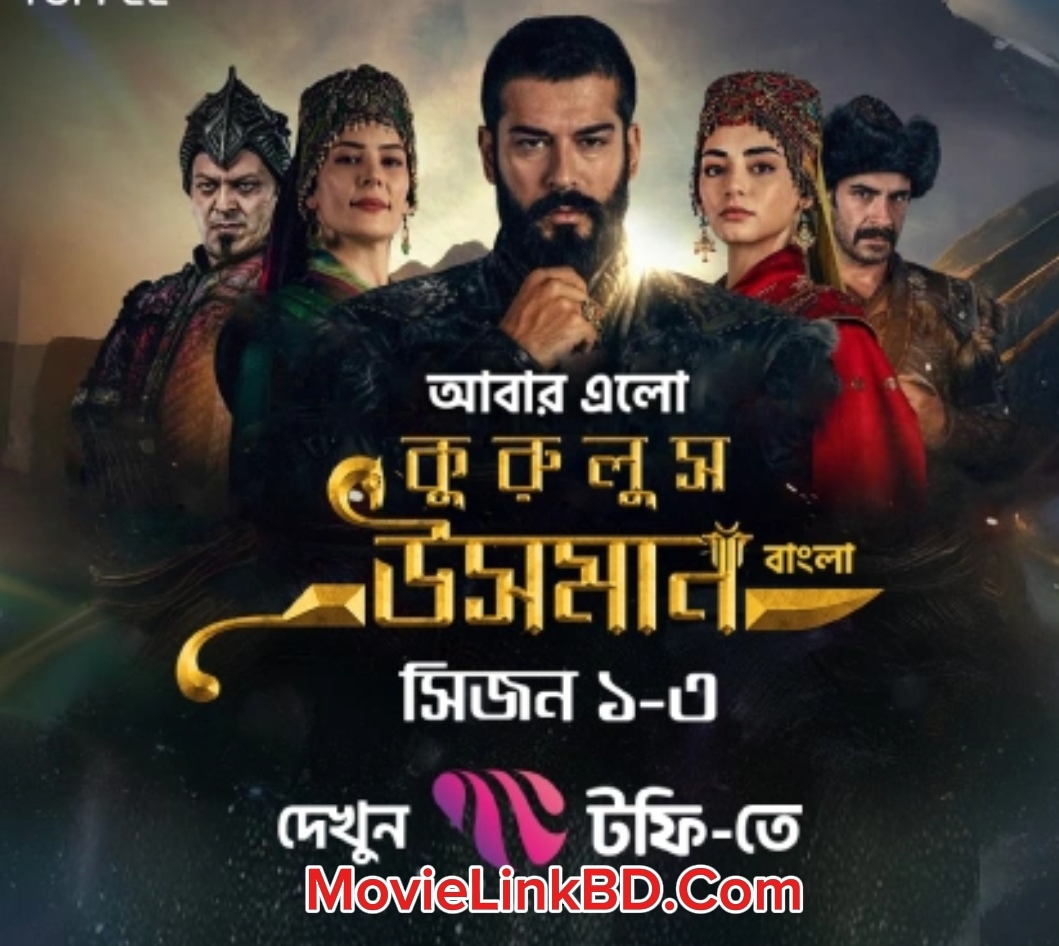 আবার এলো
কুরুলুস
উসমান বাংলা
সিজন ১-৩
দেখুন টফি-তে
MovieLinkBD.Com